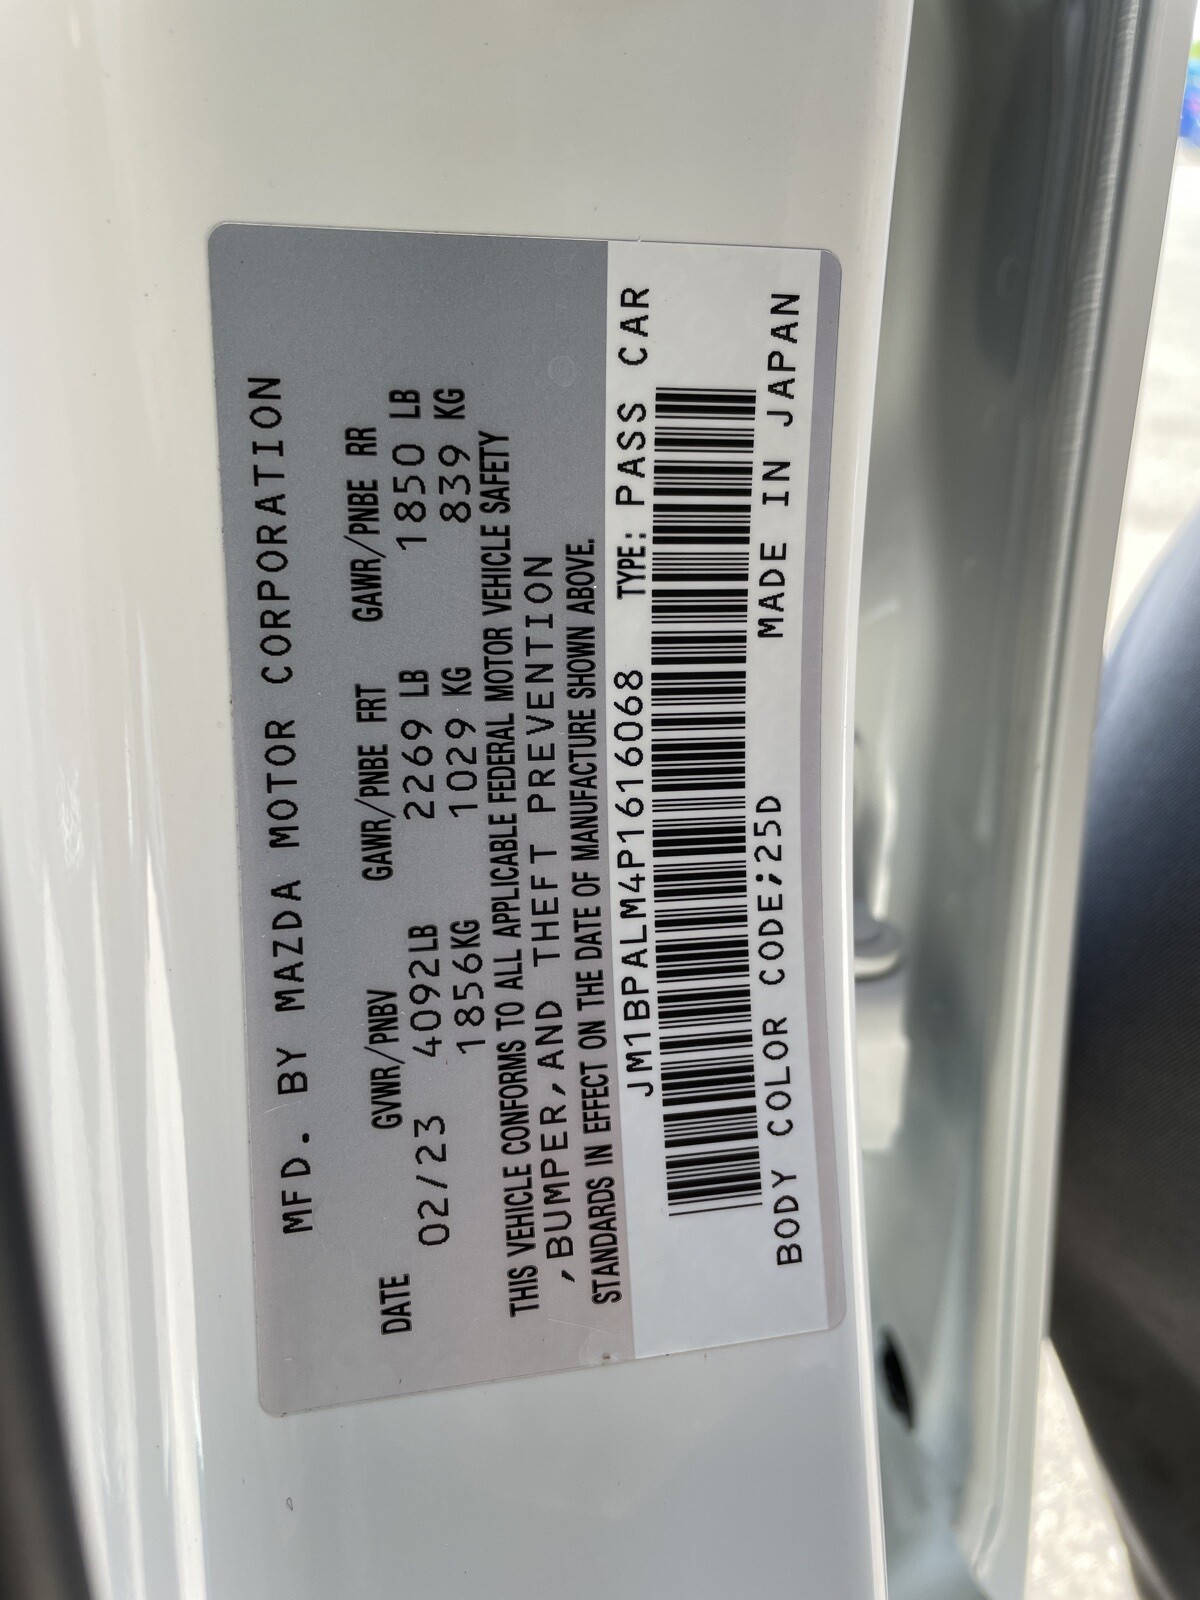 MFD. BY MAZDA MOTOR CORPORATION
DATE GVWR/PNBV GAWR/PNBE FRT GAWR/PNBE RR
02/23 4092LB 2269 LB 1850 LB
1856KG 1029 KG 839 KG
THIS VEHICLE CONFORMS TO ALL APPLICABLE FEDERAL MOTOR VEHICLE SAFETY
,BUMPER,AND THEFT PREVENTION
STANDARDS IN EFFECT ON THE DATE OF MANUFACTURE SHOWN ABOVE.
JM1BPALM4P1616068 TYPE: PASS CAR
BODY COLOR CODE;25D MADE IN JAPAN